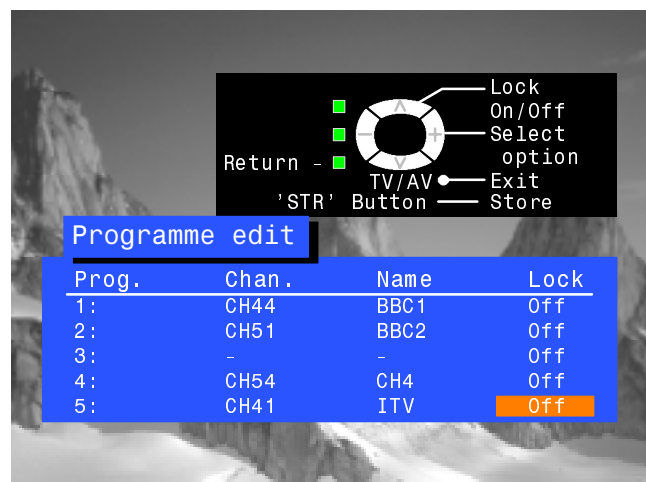 Lock
On/Off
Select
option
Return -
TV/AV Exit
'STR' Button Store
Programme edit
Prog. Chan. Name Lock
1: CH44 BBC1 Off
2: CH51 BBC2 Off
3: - - Off
4: CH54 CH4 Off
5: CH41 ITV Off